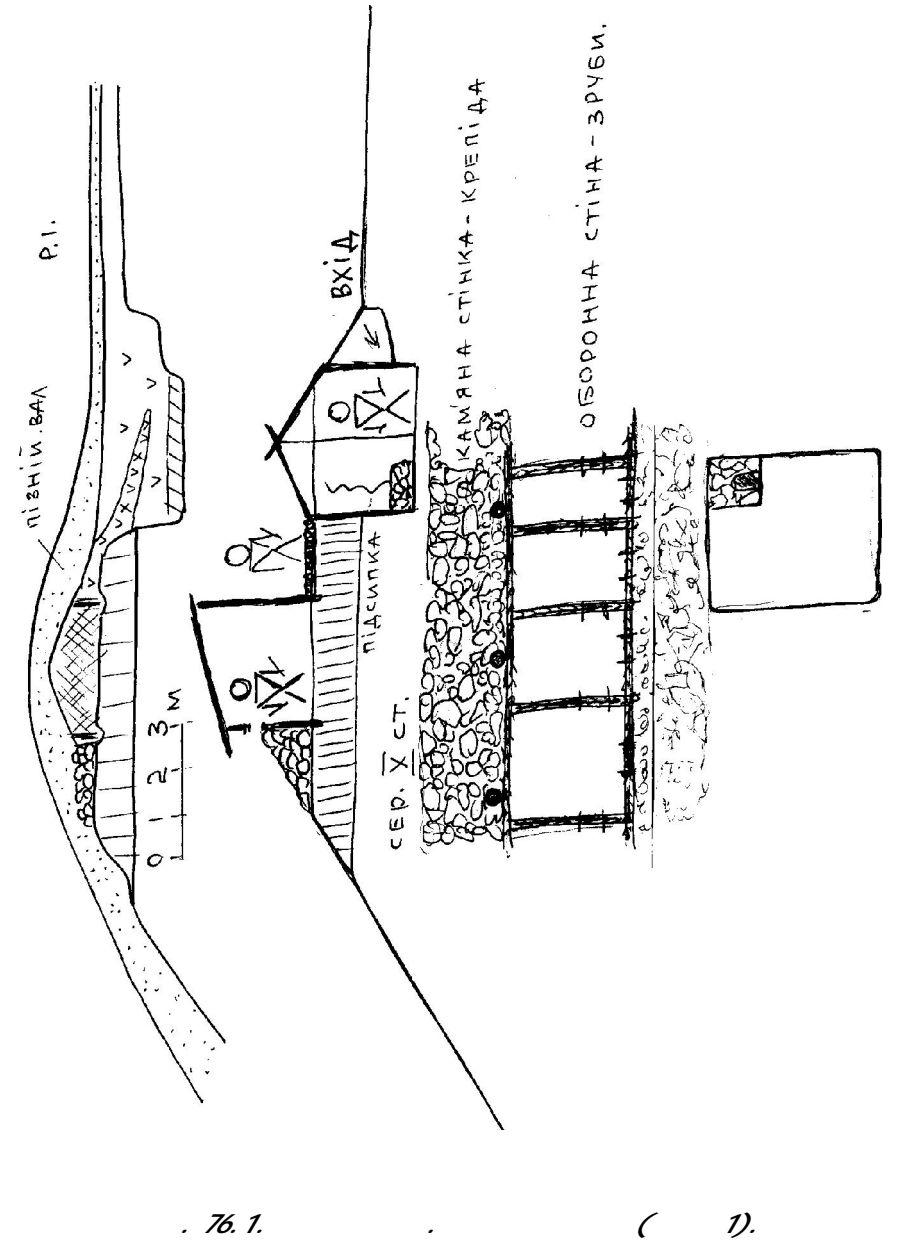 Р.1.
ПІЗНІЙ ВАЛ
0 1 2 3 м
ВХІД
ПІДСИПКА
СЕР. X СТ.
КАМ'ЯНА СТІНКА - КРЕПІДА
ОБОРОННА СТІНА - ЗРУБИ.
. 76. 1. . ( 1).